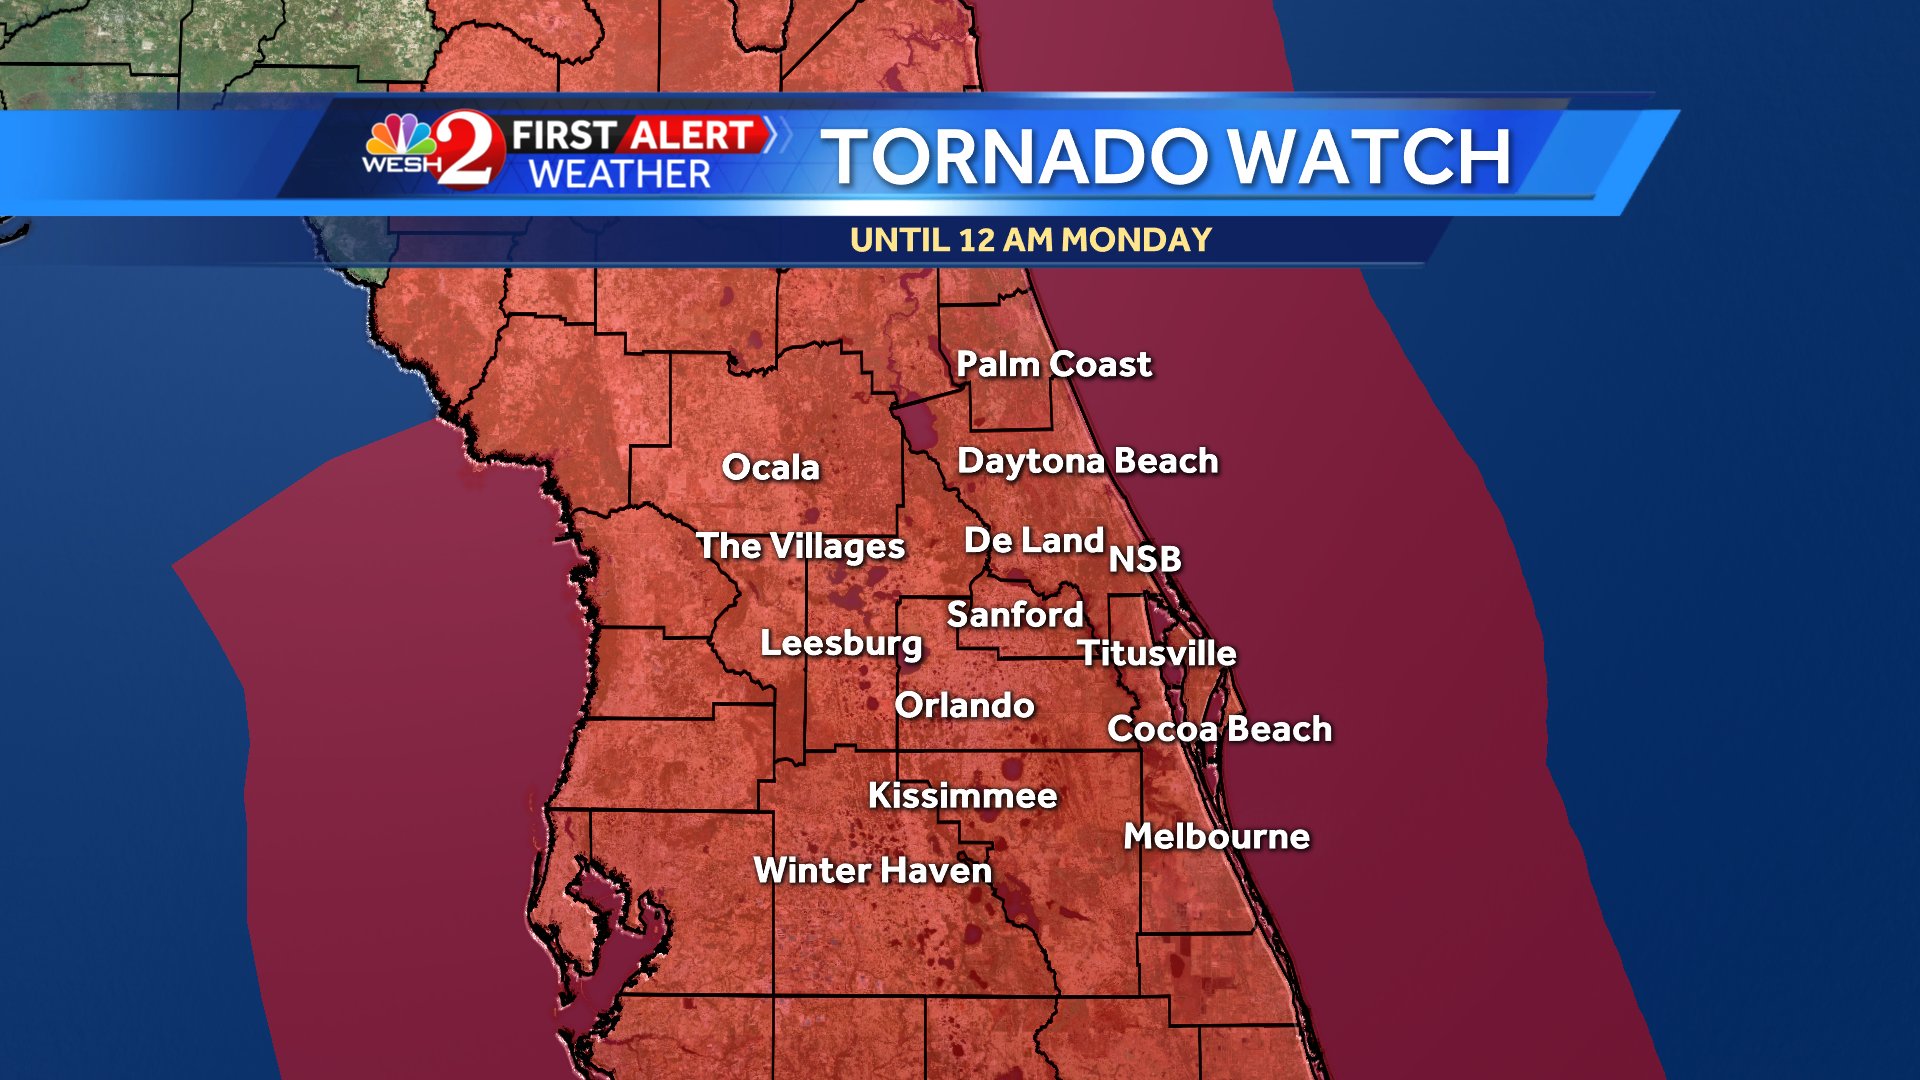 WESH 2 FIRST ALERT WEATHER
TORNADO WATCH
UNTIL 12 AM MONDAY
Palm Coast
Daytona Beach
Ocala
The Villages
De Land
NSB
Sanford
Leesburg
Titusville
Orlando
Cocoa Beach
Kissimmee
Melbourne
Winter Haven